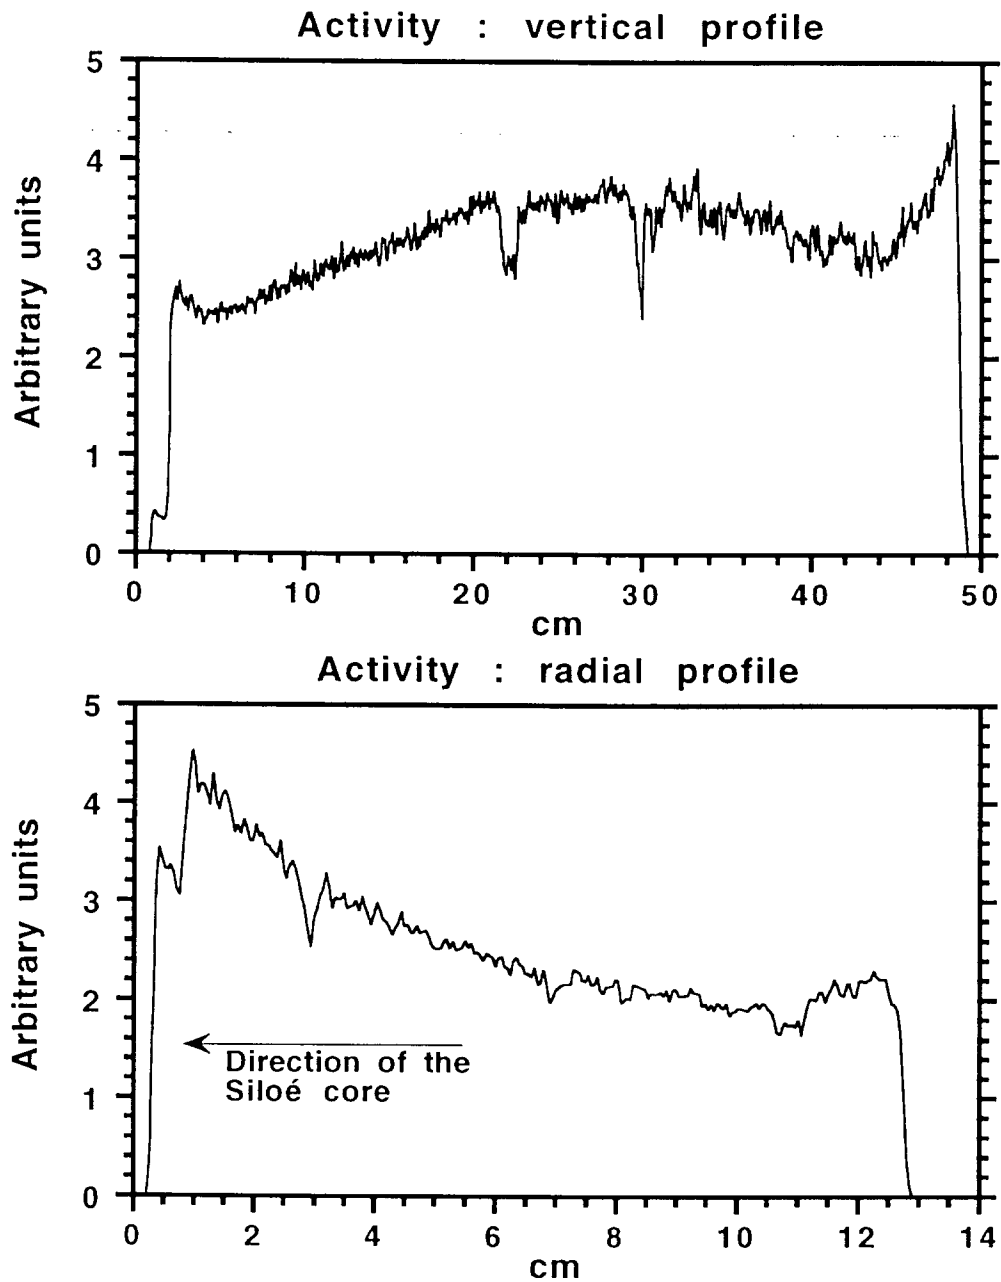 Activity : vertical profile
5
4
3
2
1
0
Arbitrary units
0 10 20 30 40 50
cm
Activity : radial profile
5
4
3
2
1
0
Arbitrary units
Direction of the
Siloé core
0 2 4 6 8 10 12 14
cm